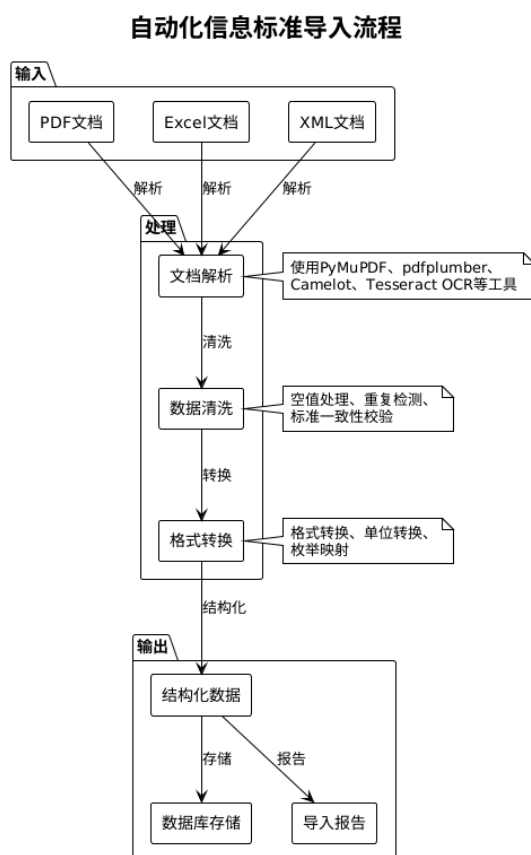 自动化信息标准导入流程
输入
PDF文档
Excel文档
XML文档
解析
解析
解析
处理
文档解析
使用PyMuPDF、pdfplumber、
Camelot、Tesseract OCR等工具
清洗
数据清洗
空值处理、重复检测、
标准一致性校验
转换
格式转换
格式转换、单位转换、
枚举映射
结构化
输出
结构化数据
存储
报告
数据库存储
导入报告